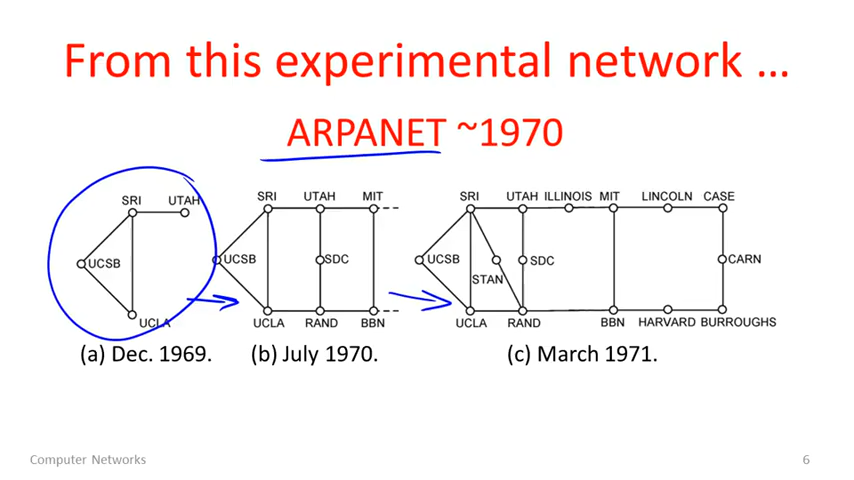 From this experimental network ...
ARPANET ~1970
SRI UTAH
UCSB
UCLA
(a) Dec. 1969.
SRI UTAH MIT
UCSB SDC
UCLA RAND BBN
(b) July 1970.
SRI UTAH ILLINOIS MIT LINCOLN CASE
UCSB SDC CARN
STAN
UCLA RAND BBN HARVARD BURROUGHS
(c) March 1971.
Computer Networks 6